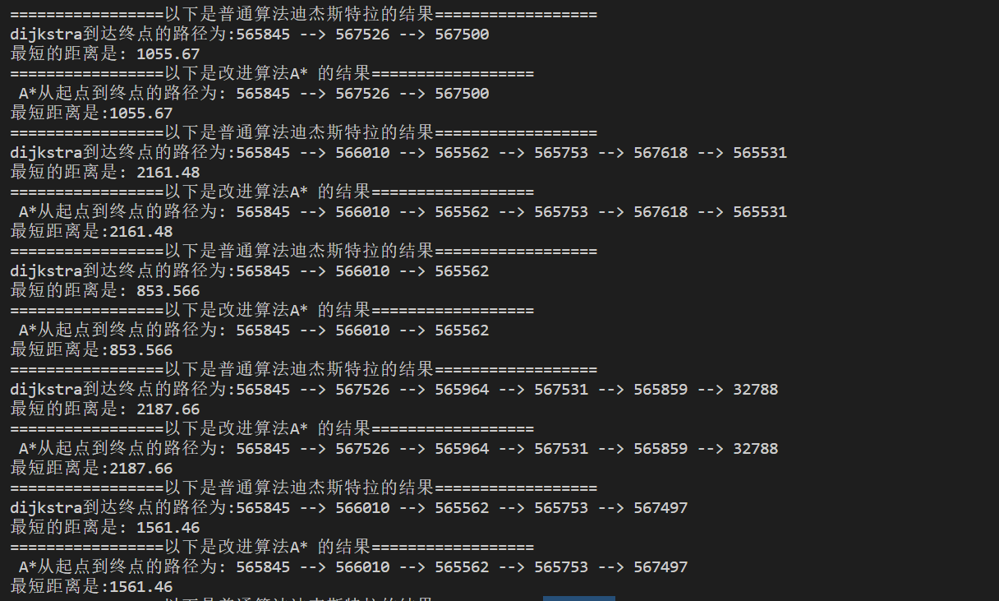 =================以下是普通算法迪杰斯特拉的结果==================
dijkstra到达终点的路径为:565845 --> 567526 --> 567500
最短的距离是: 1055.67
=================以下是改进算法A* 的结果==================
 A*从起点到终点的路径为: 565845 --> 567526 --> 567500
最短距离是:1055.67
=================以下是普通算法迪杰斯特拉的结果==================
dijkstra到达终点的路径为:565845 --> 566010 --> 565562 --> 565753 --> 567618 --> 565531
最短的距离是: 2161.48
=================以下是改进算法A* 的结果==================
 A*从起点到终点的路径为: 565845 --> 566010 --> 565562 --> 565753 --> 567618 --> 565531
最短距离是:2161.48
=================以下是普通算法迪杰斯特拉的结果==================
dijkstra到达终点的路径为:565845 --> 566010 --> 565562
最短的距离是: 853.566
=================以下是改进算法A* 的结果==================
 A*从起点到终点的路径为: 565845 --> 566010 --> 565562
最短距离是:853.566
=================以下是普通算法迪杰斯特拉的结果==================
dijkstra到达终点的路径为:565845 --> 567526 --> 565964 --> 567531 --> 565859 --> 32788
最短的距离是: 2187.66
=================以下是改进算法A* 的结果==================
 A*从起点到终点的路径为: 565845 --> 567526 --> 565964 --> 567531 --> 565859 --> 32788
最短距离是:2187.66
=================以下是普通算法迪杰斯特拉的结果==================
dijkstra到达终点的路径为:565845 --> 566010 --> 565562 --> 565753 --> 567497
最短的距离是: 1561.46
=================以下是改进算法A* 的结果==================
 A*从起点到终点的路径为: 565845 --> 566010 --> 565562 --> 565753 --> 567497
最短距离是:1561.46